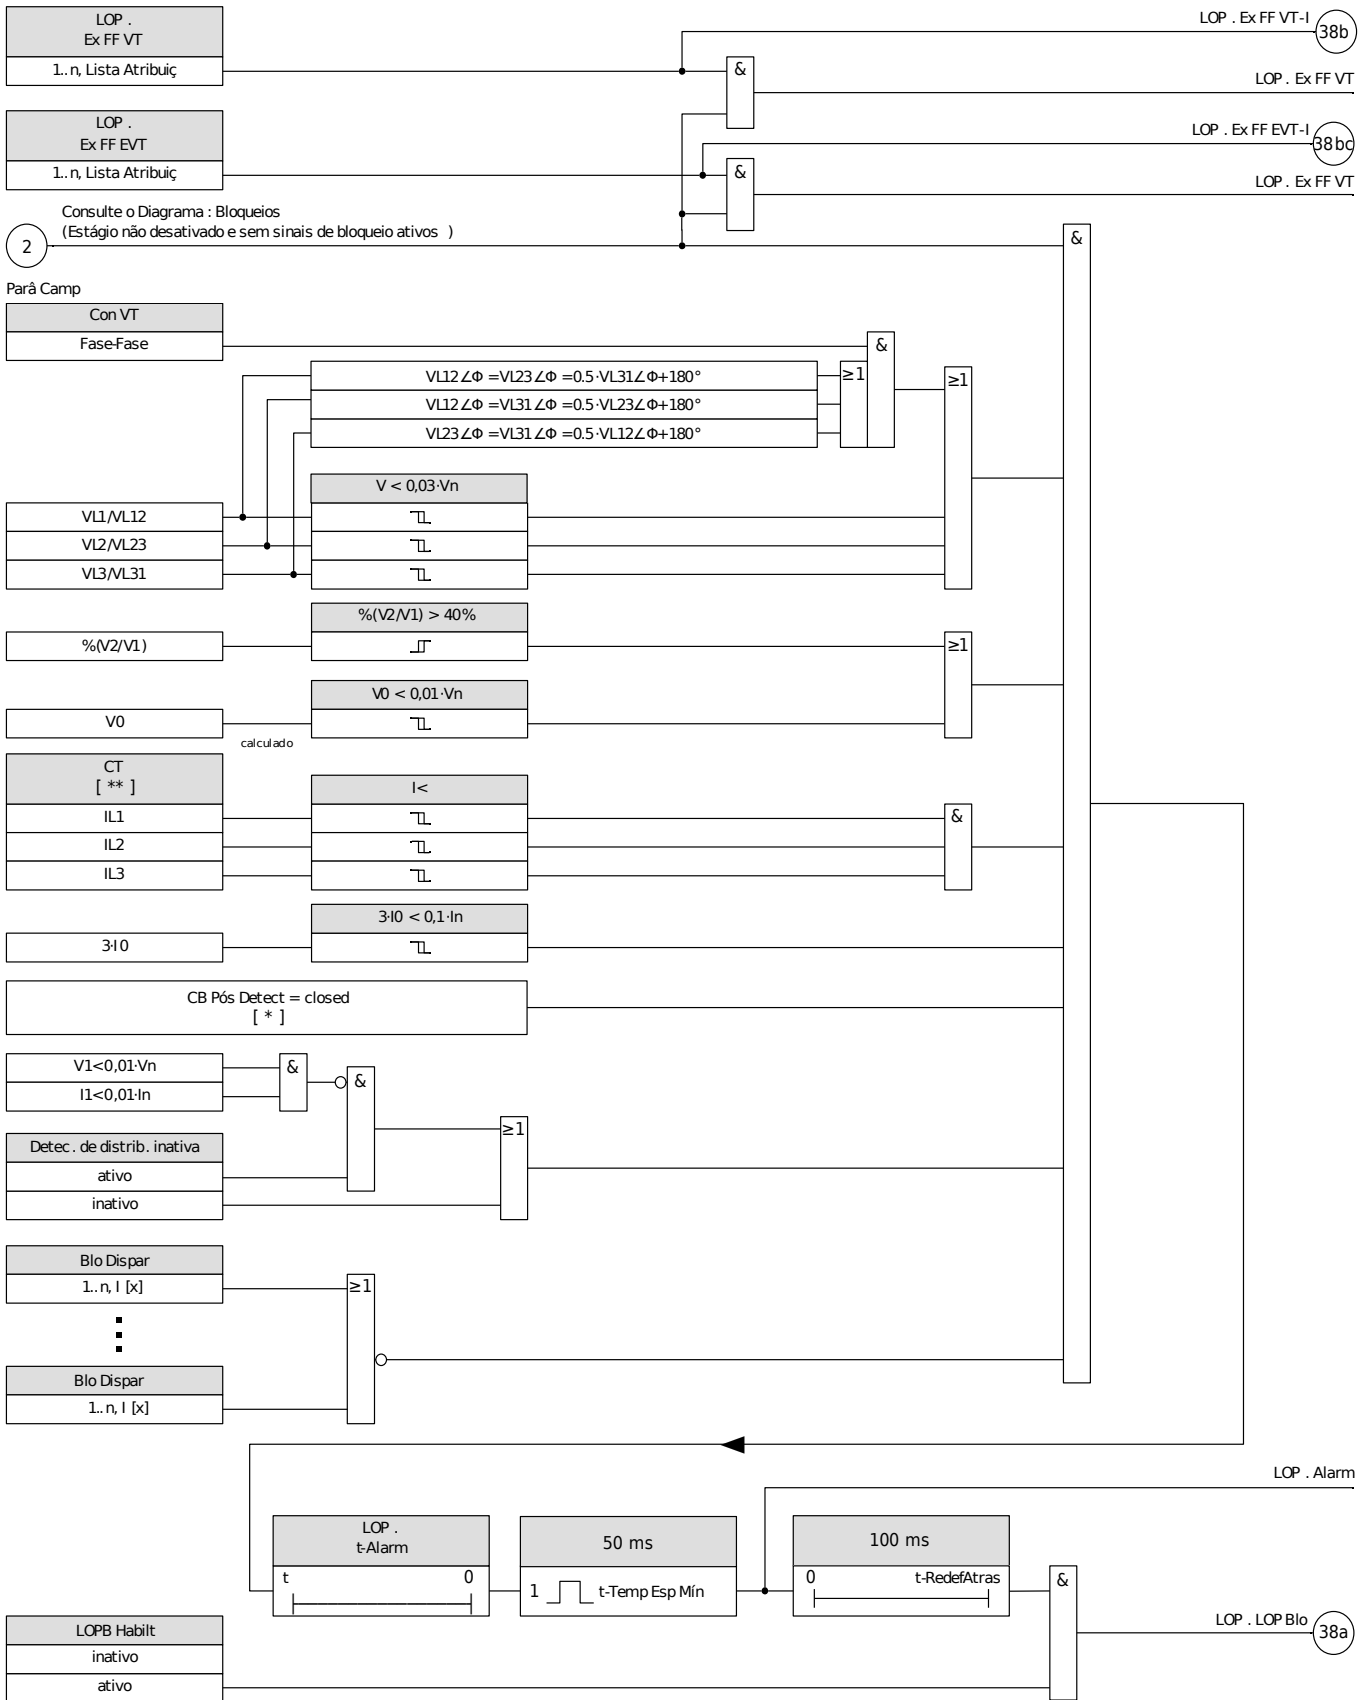 LOP .
Ex FF VT
1..n, Lista Atribuiç
LOP . Ex FF VT-I
38b
&
LOP . Ex FF VT
LOP .
Ex FF EVT
1..n, Lista Atribuiç
LOP . Ex FF EVT-I
38bc
&
LOP . Ex FF VT
Consulte o Diagrama : Bloqueios
(Estágio não desativado e sem sinais de bloqueio ativos )
2
&
Parâ Camp
Con VT
Fase-Fase
&
VL12∠Φ =VL23∠Φ =0.5·VL31∠Φ+180°
VL12∠Φ =VL31∠Φ =0.5·VL23∠Φ+180°
VL23∠Φ =VL31∠Φ =0.5·VL12∠Φ+180°
≥1
≥1
V < 0,03·Vn
VL1/VL12
VL2/VL23
VL3/VL31
%(V2/V1) > 40%
%(V2/V1)
≥1
V0 < 0,01·Vn
V0
calculado
CT
[ ** ]
I<
IL1
IL2
IL3
&
3·I0 < 0,1·In
3·I0
CB Pós Detect = closed
[ * ]
V1<0,01·Vn
I1<0,01·In
&
&
Detec . de distrib. inativa
ativo
inativo
≥1
Blo Dispar
1..n, I [x]
≥1
Blo Dispar
1..n, I [x]
LOP . Alarm
LOP .
t-Alarm
t 0
50 ms
1 t-Temp Esp Mín
100 ms
0 t-RedefAtras
&
LOP . LOP Blo
38a
LOPB Habilt
inativo
ativo